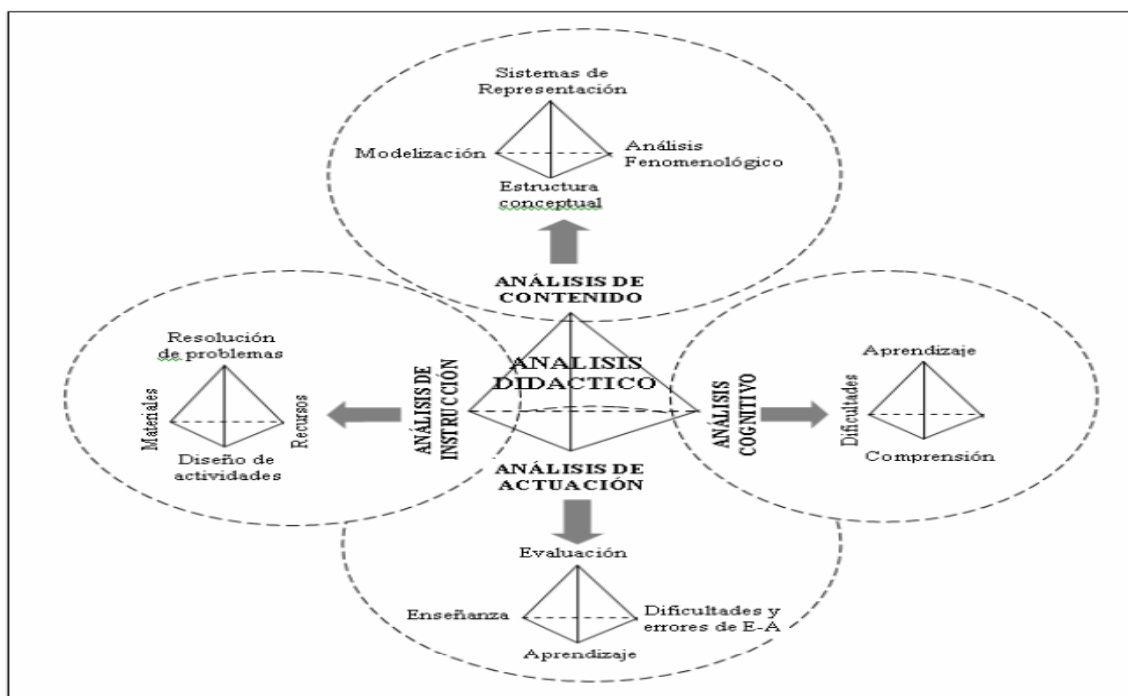 Sistemas de
Representación
Modelización
Análisis
Fenomenológico
Estructura
conceptual
ANÁLISIS DE
CONTENIDO
Resolución
de problemas
Materiales
Recursos
Diseño de
actividades
ANÁLISIS DE
INSTRUCCIÓN
ANALISIS
DIDACTICO
ANÁLISIS
COGNITIVO
Aprendizaje
Dificultades
Comprensión
ANÁLISIS DE
ACTUACIÓN
Evaluación
Enseñanza
Dificultades y
errores de E-A
Aprendizaje